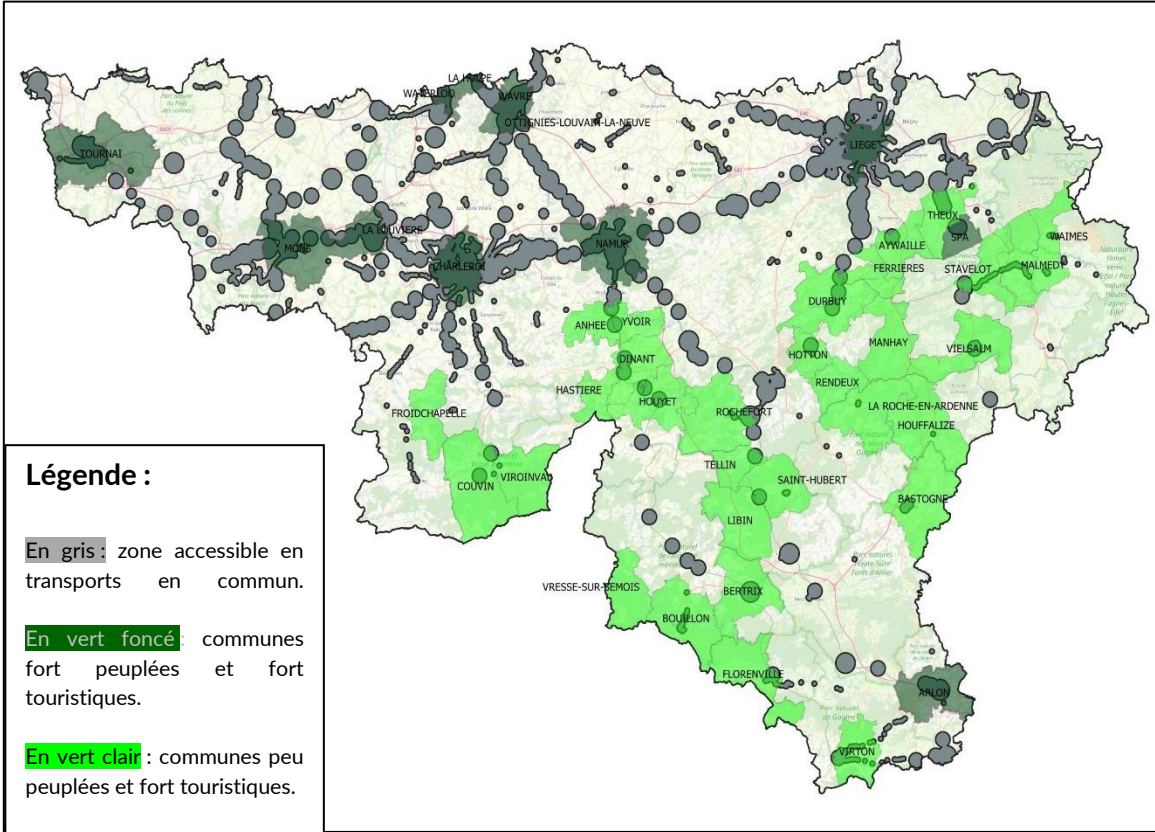 LA HULPE
WATERLOO
WAVRE
OTTIGNIES-LOUVAIN-LA-NEUVE
TOURNAI
LIEGE
LA LOUVIERE
MONS
NAMUR
CHARLEROI
THEUX
SPA
WAIMES
AYWAILLE
FERRIERES
STAVELOT
MALMEDY
DURBUY
ANHEE
YVOIR
MANHAY
VIELSALM
HOTTON
DINANT
RENDEUX
HASTIERE
HOUYET
LA ROCHE-EN-ARDENNE
ROCHEFORT
FROIDCHAPELLE
HOUFFALIZE
TELLIN
SAINT-HUBERT
COUVIN
VIROINVAL
BASTOGNE
LIBIN
VRESSE-SUR-SEMOIS
BERTRIX
BOUILLON
FLORENVILLE
ARLON
VIRTON
Légende :
En gris : zone accessible en
transports en commun.
En vert foncé : communes
fort peuplées et fort
touristiques.
En vert clair : communes peu
peuplées et fort touristiques.